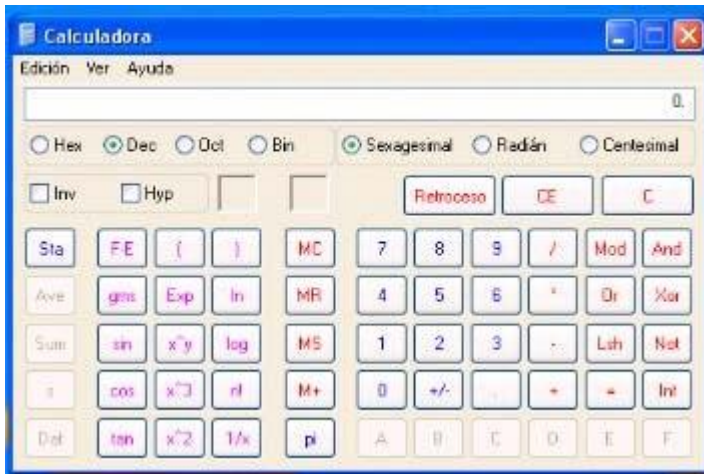 Calculadora
Edición Ver Ayuda
0.
Hex Dec Oct Bin Sexagesimal Radián Centesimal
Inv Hyp Retroceso CE C
Sta F-E ( ) MC 7 8 9 / Mod And
Ave gms Exp ln MR 4 5 6 * Or Xor
Sum sin x^y log MS 1 2 3 - Lsh Not
s cos x^3 n! M+ 0 +/- . + = Int
Dat tan x^2 1/x pi A B C D E F